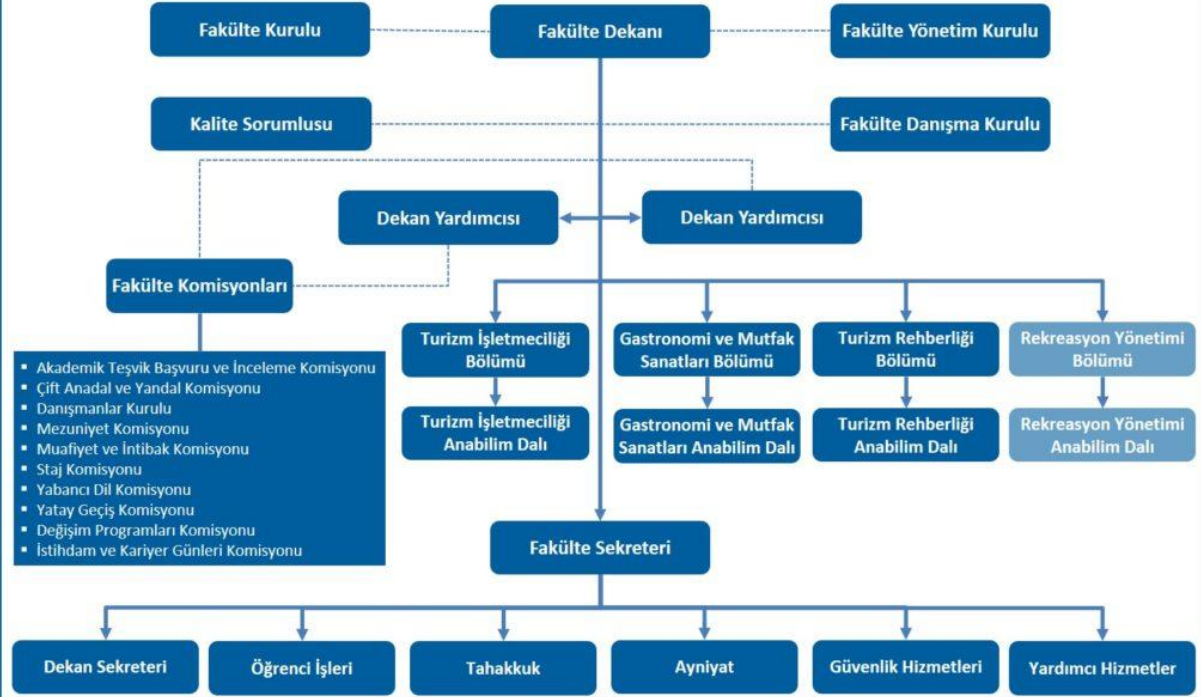 Fakülte Kurulu
Fakülte Dekanı
Fakülte Yönetim Kurulu
Kalite Sorumlusu
Fakülte Danışma Kurulu
Dekan Yardımcısı
Dekan Yardımcısı
Fakülte Komisyonları
▪ Akademik Teşvik Başvuru ve İnceleme Komisyonu
▪ Çift Anadal ve Yandal Komisyonu
▪ Danışmanlar Kurulu
▪ Mezuniyet Komisyonu
▪ Muafiyet ve İntibak Komisyonu
▪ Staj Komisyonu
▪ Yabancı Dil Komisyonu
▪ Yatay Geçiş Komisyonu
▪ Değişim Programları Komisyonu
▪ İstihdam ve Kariyer Günleri Komisyonu
Turizm İşletmeciliği
Bölümü
Gastronomi ve Mutfak
Sanatları Bölümü
Turizm Rehberliği
Bölümü
Rekreasyon Yönetimi
Bölümü
Turizm İşletmeciliği
Anabilim Dalı
Gastronomi ve Mutfak
Sanatları Anabilim Dalı
Turizm Rehberliği
Anabilim Dalı
Rekreasyon Yönetimi
Anabilim Dalı
Fakülte Sekreteri
Dekan Sekreteri
Öğrenci İşleri
Tahakkuk
Ayniyat
Güvenlik Hizmetleri
Yardımcı Hizmetler